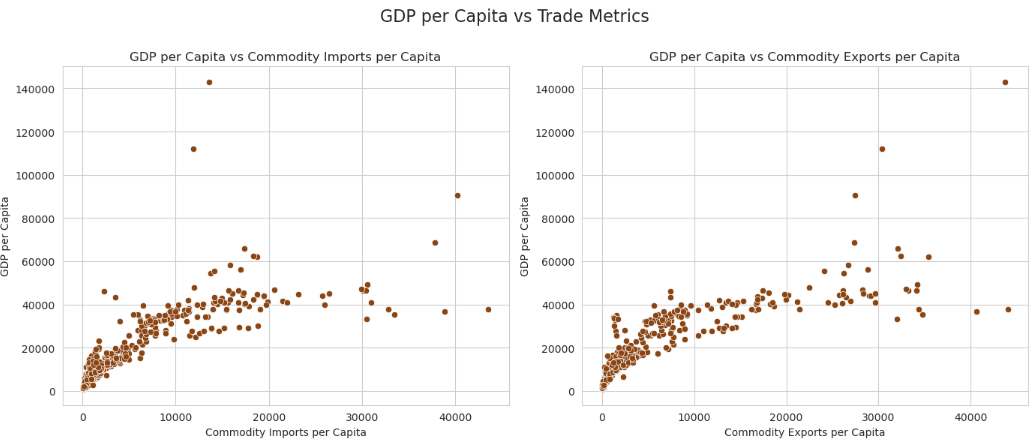 GDP per Capita vs Trade Metrics
GDP per Capita vs Commodity Imports per Capita
GDP per Capita
140000
120000
100000
80000
60000
40000
20000
0
0 10000 20000 30000 40000
Commodity Imports per Capita
GDP per Capita vs Commodity Exports per Capita
GDP per Capita
140000
120000
100000
80000
60000
40000
20000
0
0 10000 20000 30000 40000
Commodity Exports per Capita